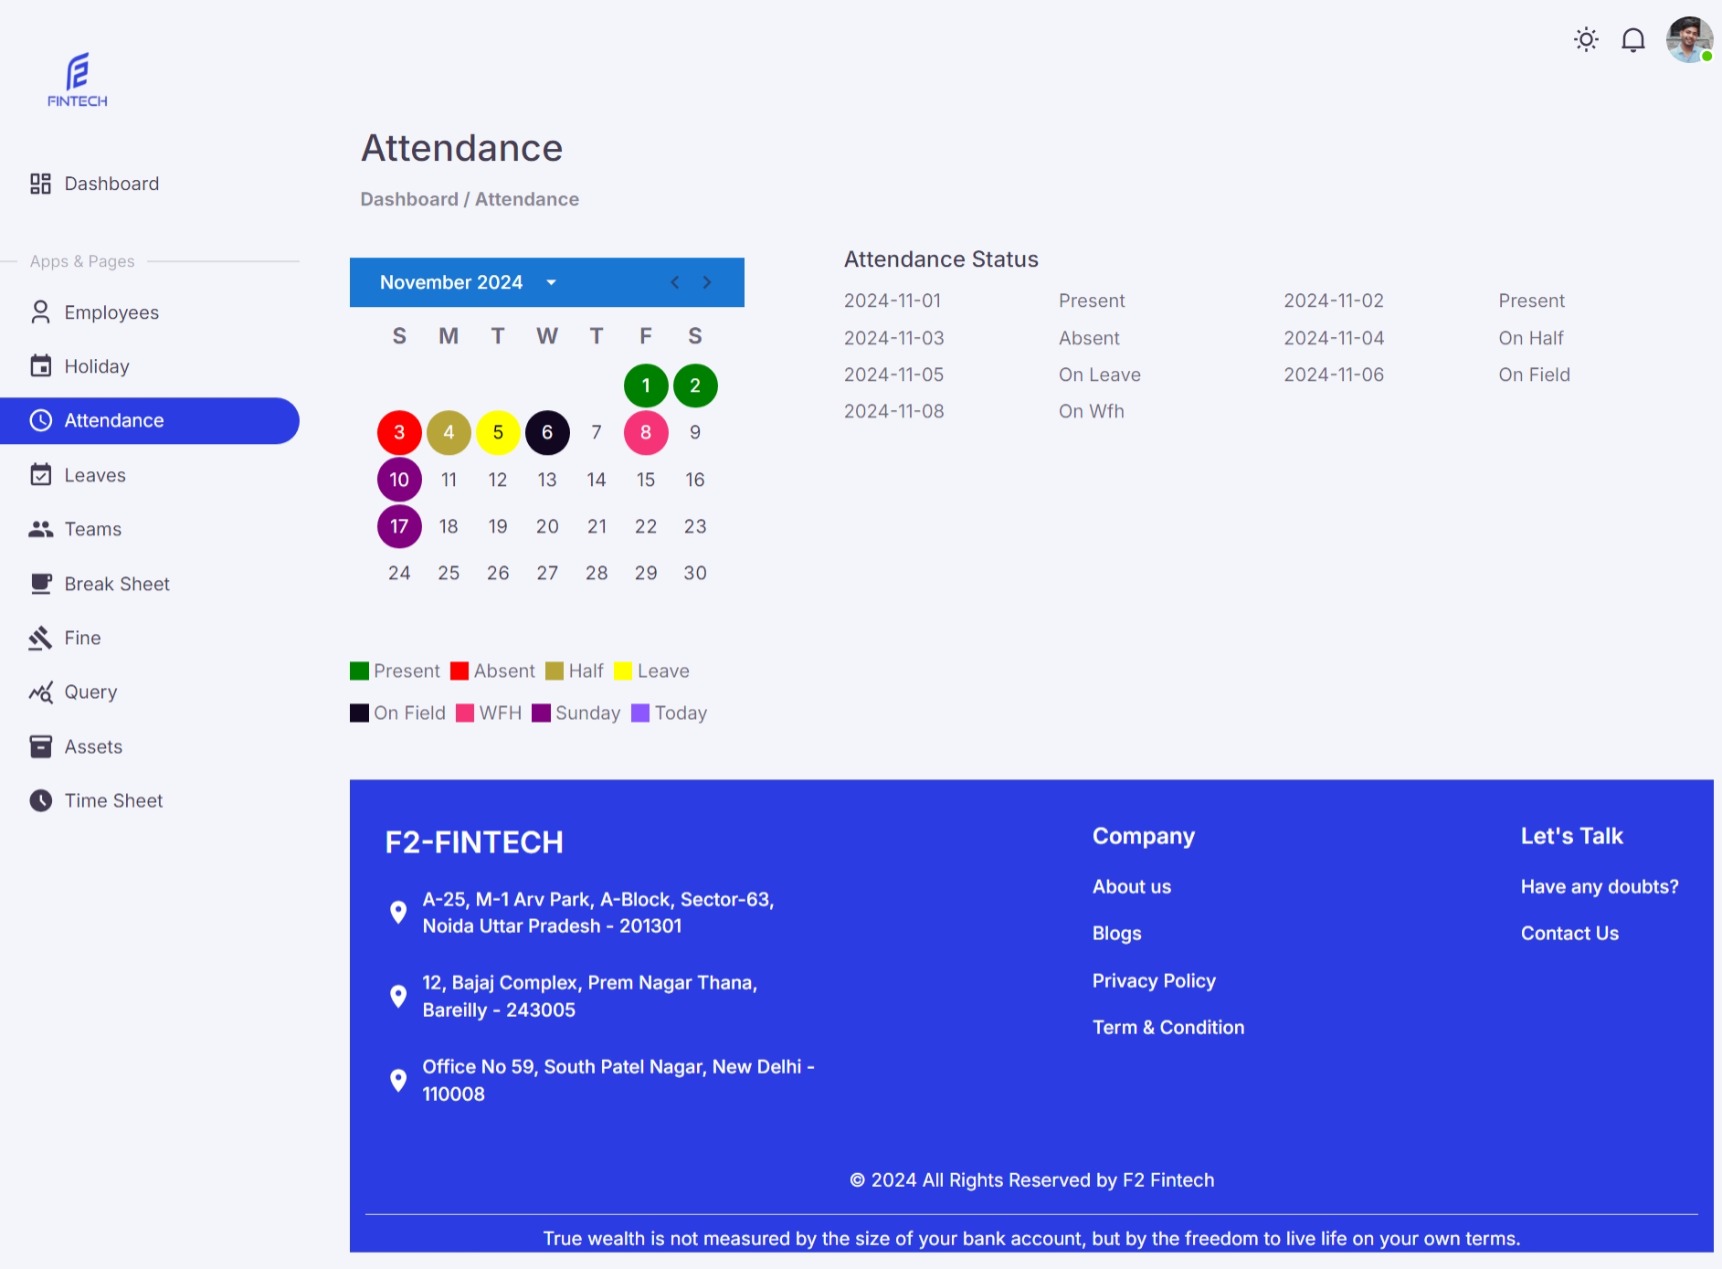 FINTECH
Dashboard
Apps & Pages
Employees
Holiday
Attendance
Leaves
Teams
Break Sheet
Fine
Query
Assets
Time Sheet
Attendance
Dashboard / Attendance
November 2024
S M T W T F S
1 2
3 4 5 6 7 8 9
10 11 12 13 14 15 16
17 18 19 20 21 22 23
24 25 26 27 28 29 30
Present Absent Half Leave
On Field WFH Sunday Today
Attendance Status
2024-11-01 Present 2024-11-02 Present
2024-11-03 Absent 2024-11-04 On Half
2024-11-05 On Leave 2024-11-06 On Field
2024-11-08 On Wfh
F2-FINTECH
A-25, M-1 Arv Park, A-Block, Sector-63,
Noida Uttar Pradesh - 201301
12, Bajaj Complex, Prem Nagar Thana,
Bareilly - 243005
Office No 59, South Patel Nagar, New Delhi -
110008
Company
About us
Blogs
Privacy Policy
Term & Condition
Let's Talk
Have any doubts?
Contact Us
© 2024 All Rights Reserved by F2 Fintech
True wealth is not measured by the size of your bank account, but by the freedom to live life on your own terms.